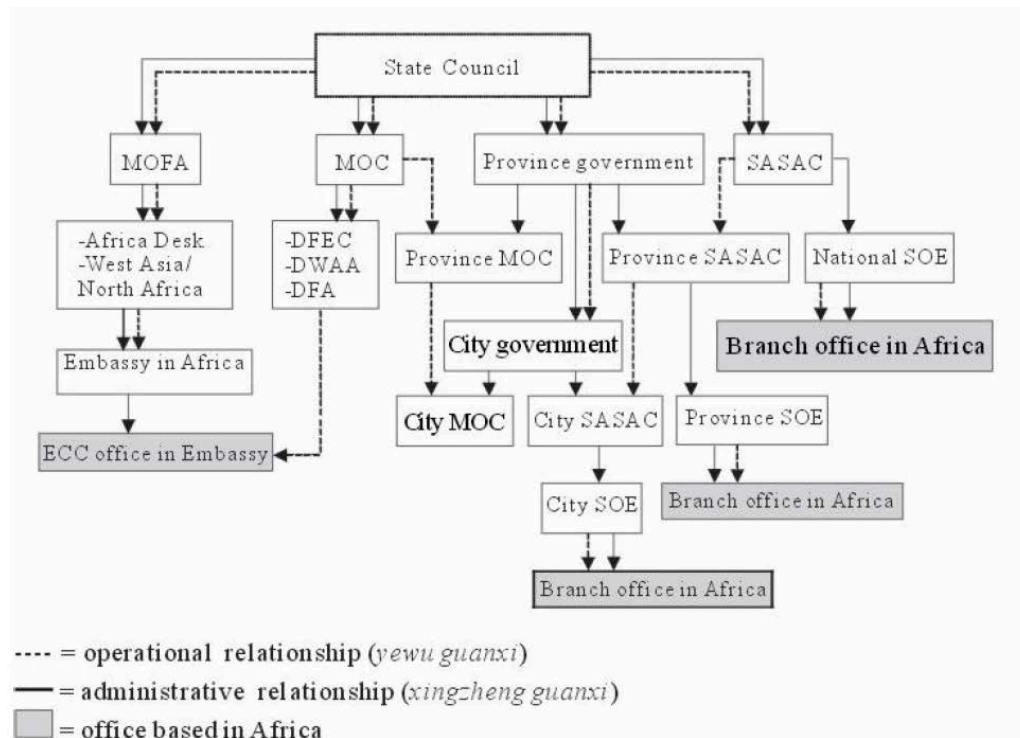 State Council
MOFA
MOC
Province government
SASAC
-Africa Desk
-West Asia/
North Africa
-DFEC
-DWAA
-DFA
Province MOC
Province SASAC
National SOE
City government
Branch office in Africa
Embassy in Africa
City MOC
City SASAC
Province SOE
ECC office in Embassy
City SOE
Branch office in Africa
Branch office in Africa
---- = operational relationship (yewu guanxi)
= administrative relationship (xingzheng guanxi)
= office based in Africa